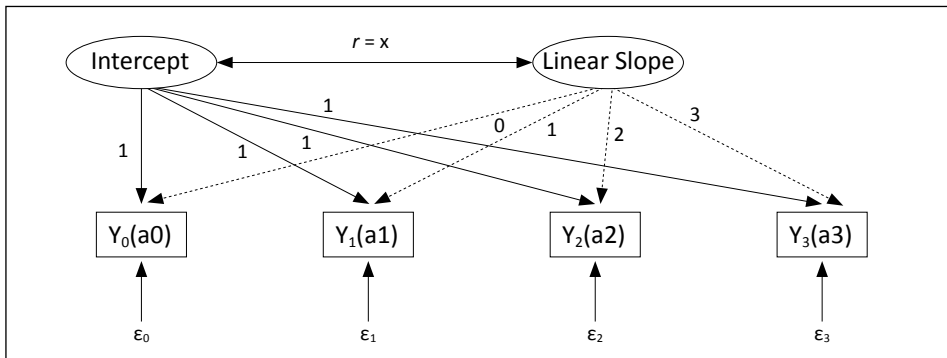 r = x
Intercept
Linear Slope
1
3
0
1
2
1
1
1
Y₀(a0)
Y₁(a1)
Y₂(a2)
Y₃(a3)
ε₀
ε₁
ε₂
ε₃